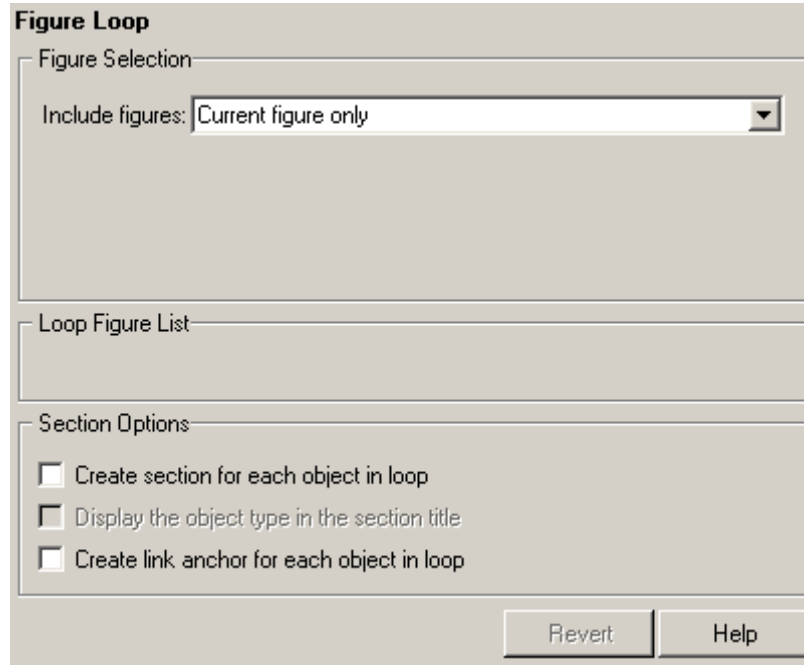 Figure Loop
Figure Selection
Include figures: Current figure only
Loop Figure List
Section Options
Create section for each object in loop
Display the object type in the section title
Create link anchor for each object in loop
Revert Help